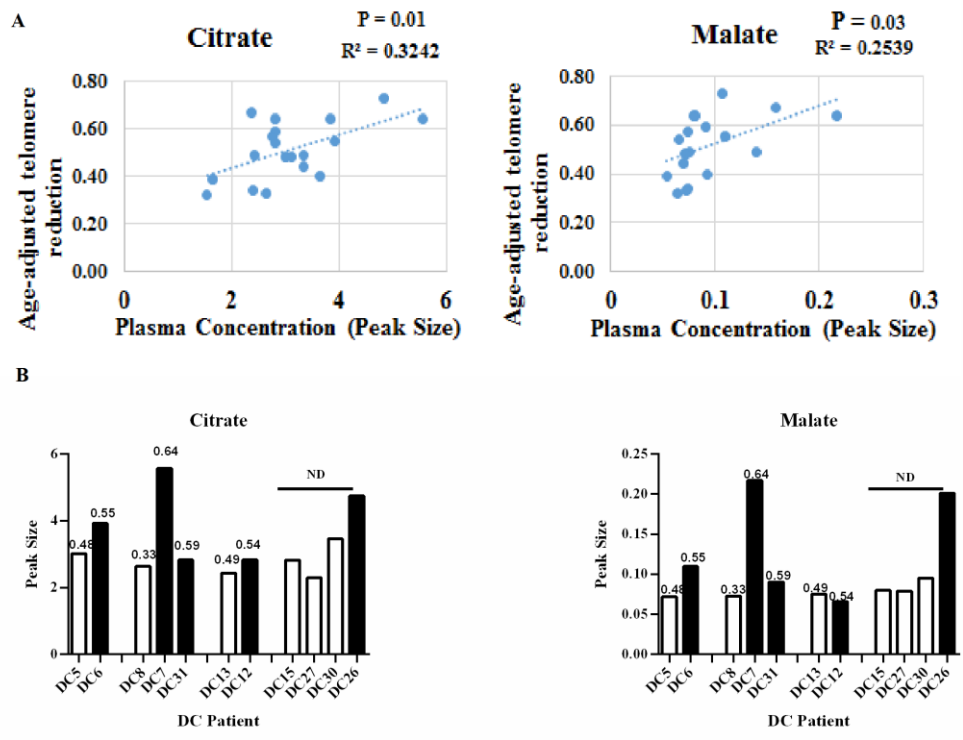 A
Citrate
P = 0.01
R² = 0.3242
Age-adjusted telomere
reduction
0.80
0.60
0.40
0.20
0.00
0 2 4 6
Plasma Concentration (Peak Size)
Malate
P = 0.03
R² = 0.2539
Age-adjusted telomere
reduction
0.80
0.60
0.40
0.20
0.00
0 0.1 0.2 0.3
Plasma Concentration (Peak Size)
B
Citrate
Peak Size
6
4
2
0
0.48 0.55 0.33 0.64 0.59 0.49 0.54 ND
DC5 DC6 DC8 DC7 DC31 DC13 DC12 DC15 DC27 DC30 DC26
DC Patient
Malate
Peak Size
0.25
0.20
0.15
0.10
0.05
0.00
0.48 0.55 0.33 0.64 0.59 0.49 0.54 ND
DC5 DC6 DC8 DC7 DC31 DC13 DC12 DC15 DC27 DC30 DC26
DC Patient